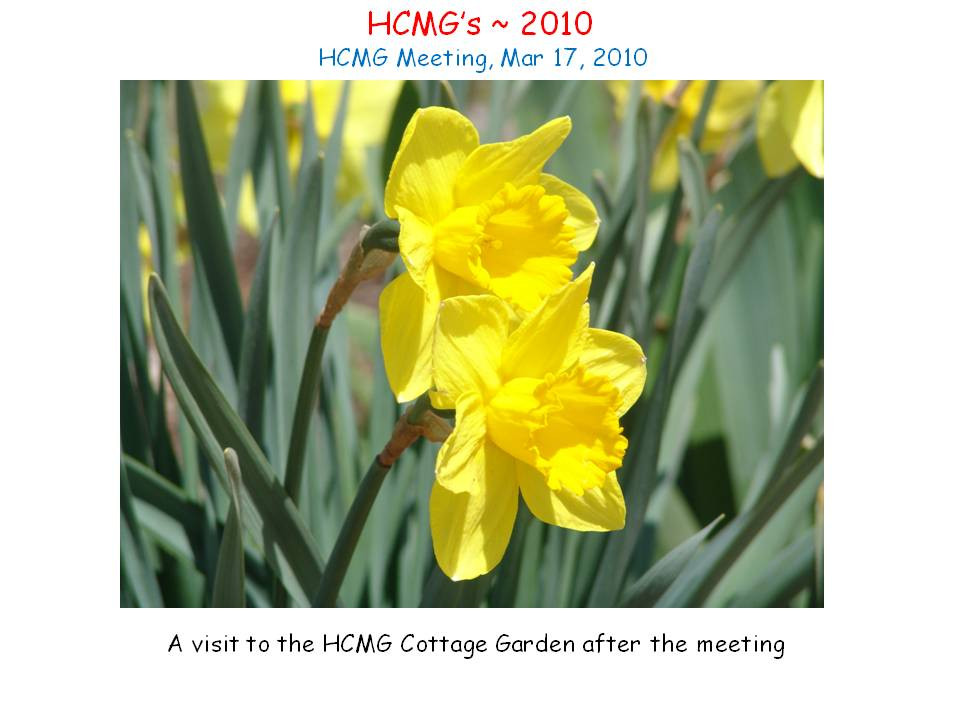 HCMG's ~ 2010
HCMG Meeting, Mar 17, 2010
A visit to the HCMG Cottage Garden after the meeting